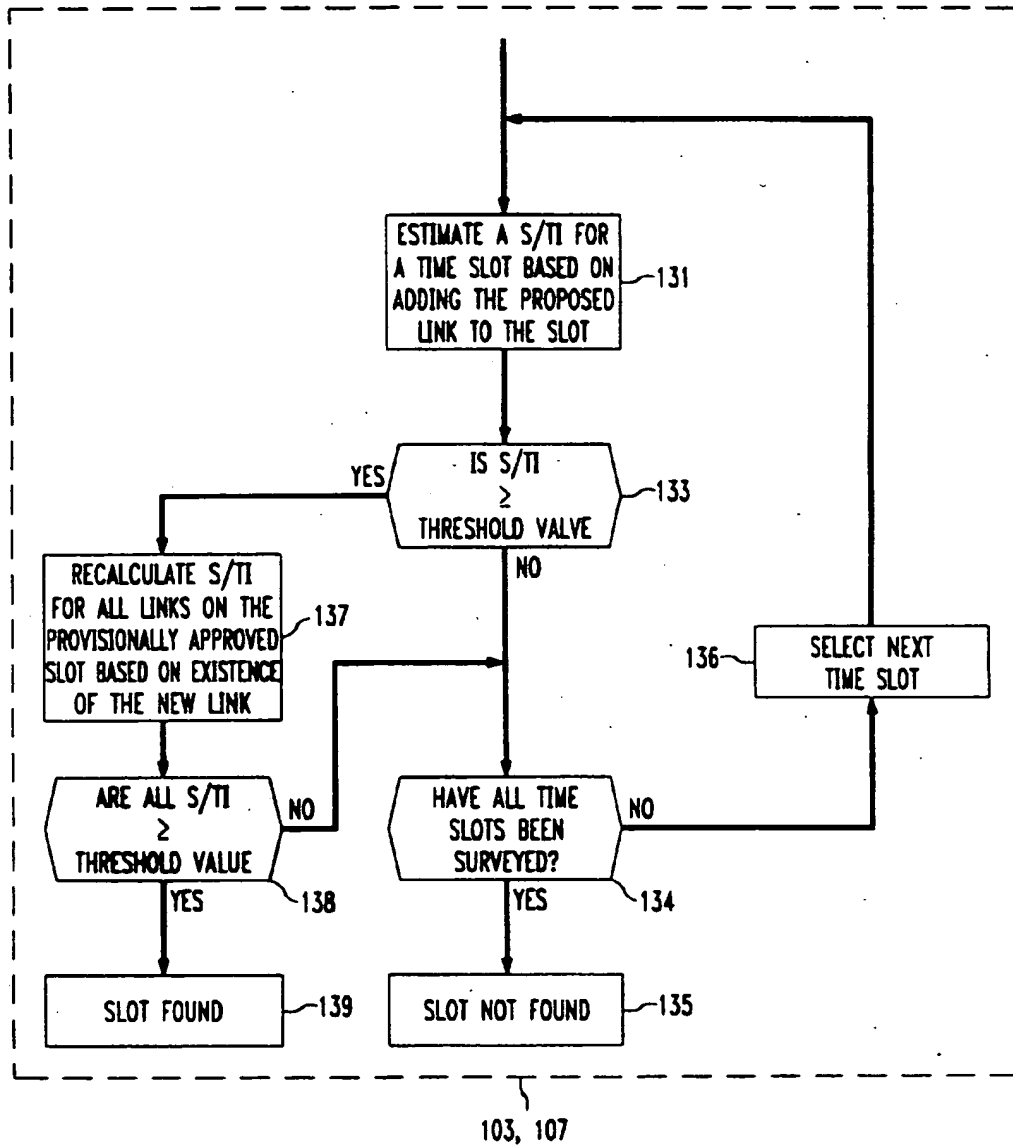 ESTIMATE A S/TI FOR
A TIME SLOT BASED ON
ADDING THE PROPOSED
LINK TO THE SLOT
131
IS S/TI
≥
THRESHOLD VALVE
133
YES
NO
RECALCULATE S/TI
FOR ALL LINKS ON THE
PROVISIONALLY APPROVED
SLOT BASED ON EXISTENCE
OF THE NEW LINK
137
136
SELECT NEXT
TIME SLOT
ARE ALL S/TI
≥
THRESHOLD VALUE
138
NO
YES
HAVE ALL TIME
SLOTS BEEN
SURVEYED?
134
NO
YES
SLOT FOUND
139
SLOT NOT FOUND
135
103, 107